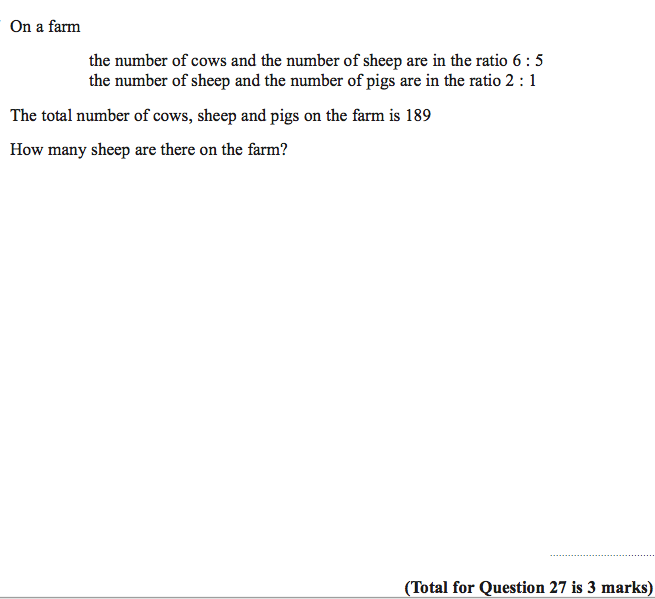 On a farm
the number of cows and the number of sheep are in the ratio 6 : 5
the number of sheep and the number of pigs are in the ratio 2 : 1
The total number of cows, sheep and pigs on the farm is 189
How many sheep are there on the farm?
(Total for Question 27 is 3 marks)